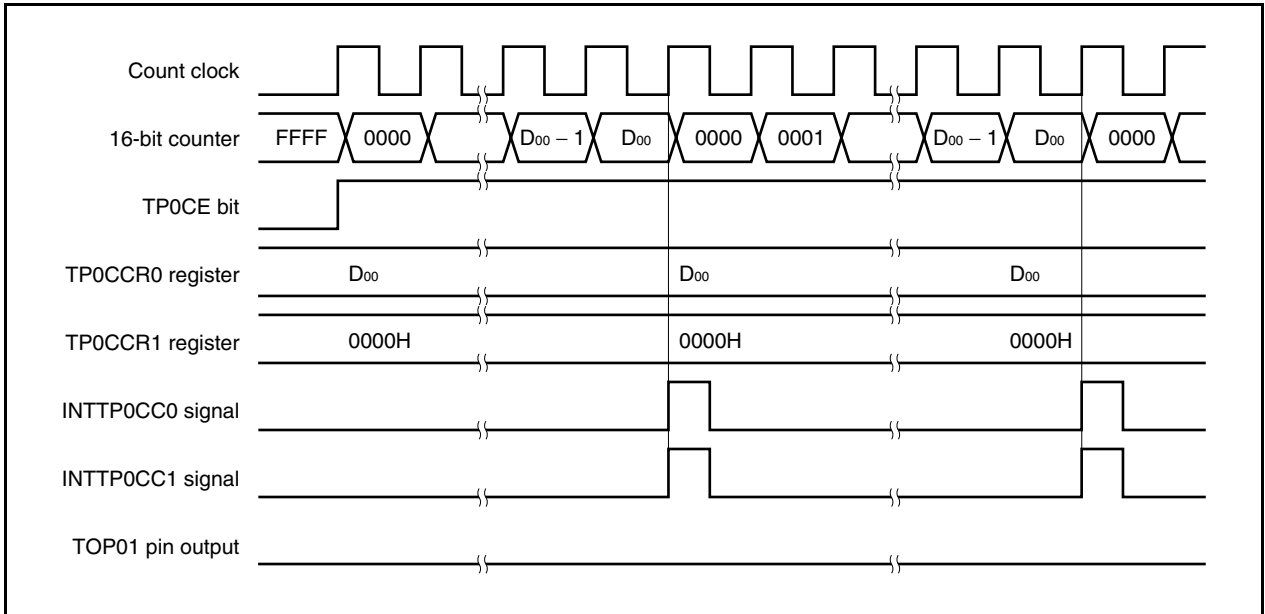 Count clock
16-bit counter FFFF 0000 D00 − 1 D00 0000 0001 D00 − 1 D00 0000
TP0CE bit
TP0CCR0 register D00 D00 D00
TP0CCR1 register 0000H 0000H 0000H
INTTP0CC0 signal
INTTP0CC1 signal
TOP01 pin output